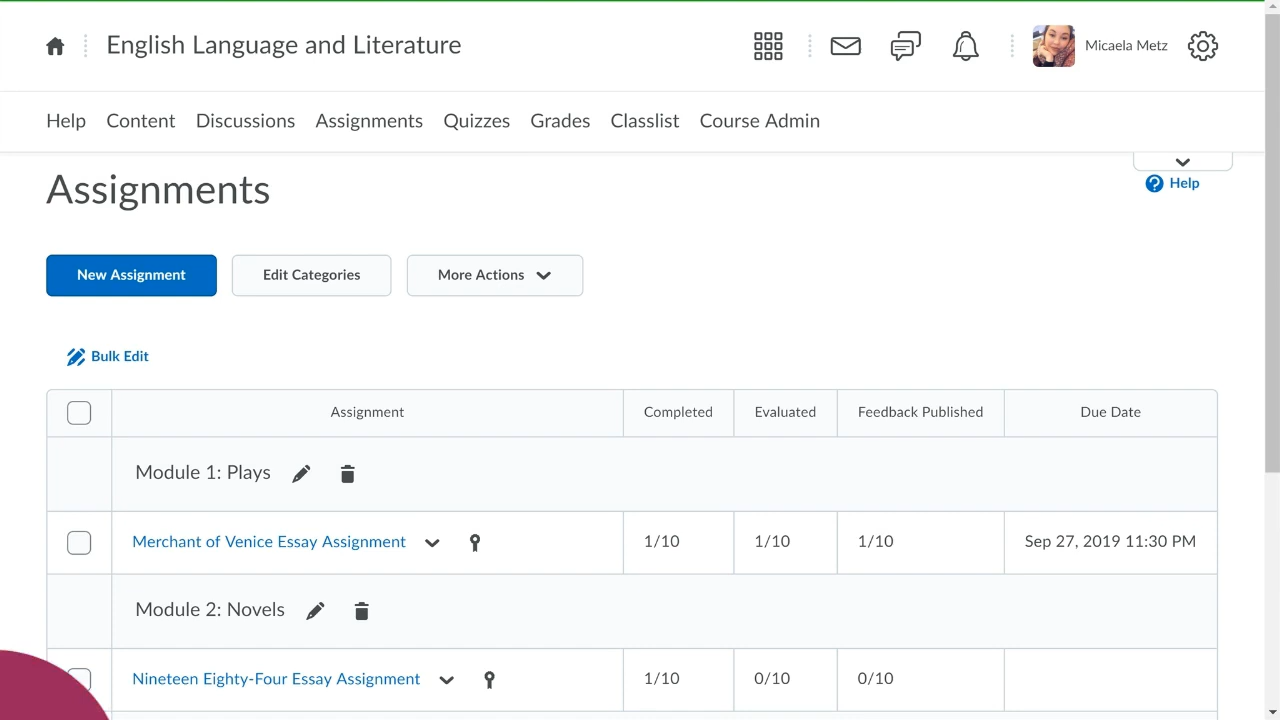 English Language and Literature
Micaela Metz
Help Content Discussions Assignments Quizzes Grades Classlist Course Admin
Assignments
Help
New Assignment Edit Categories More Actions
Bulk Edit
Assignment Completed Evaluated Feedback Published Due Date
Module 1: Plays
Merchant of Venice Essay Assignment 1/10 1/10 1/10 Sep 27, 2019 11:30 PM
Module 2: Novels
Nineteen Eighty-Four Essay Assignment 1/10 0/10 0/10